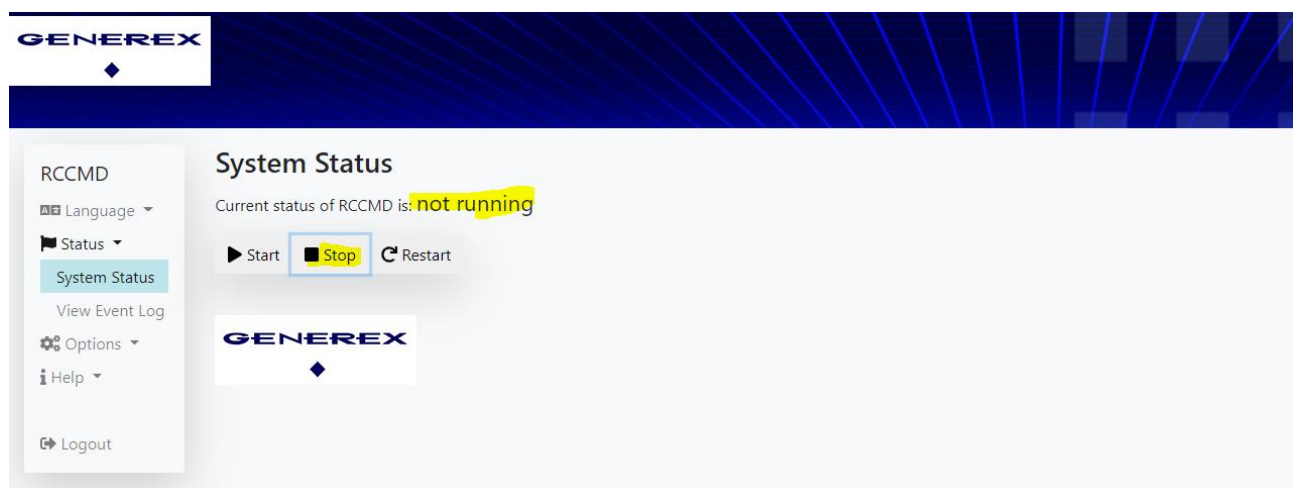 GENEREX
RCCMD
Language
Status
System Status
View Event Log
Options
Help
Logout
System Status
Current status of RCCMD is: not running
Start Stop Restart
GENEREX